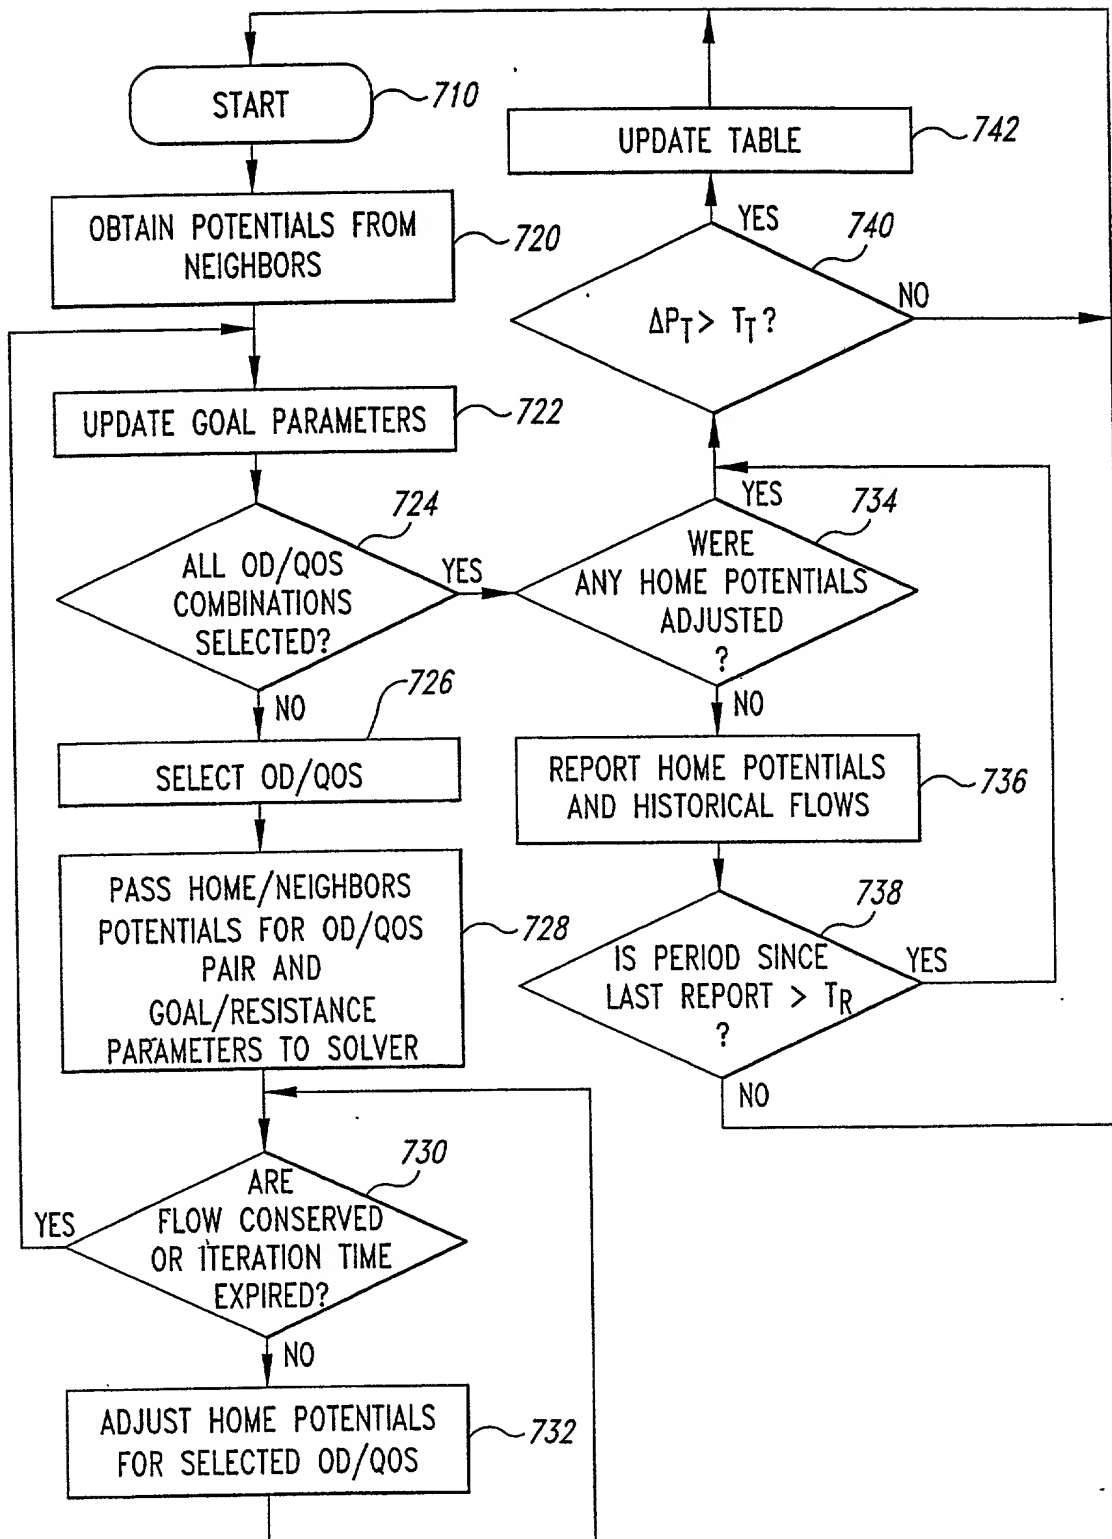 START
710
OBTAIN POTENTIALS FROM
NEIGHBORS
720
UPDATE GOAL PARAMETERS
722
724
ALL OD/QOS
COMBINATIONS
SELECTED?
YES
NO
726
SELECT OD/QOS
PASS HOME/NEIGHBORS
POTENTIALS FOR OD/QOS
PAIR AND
GOAL/RESISTANCE
PARAMETERS TO SOLVER
728
730
ARE
FLOW CONSERVED
OR ITERATION TIME
EXPIRED?
YES
NO
ADJUST HOME POTENTIALS
FOR SELECTED OD/QOS
732
UPDATE TABLE
742
YES
740
ΔPT > TT?
NO
YES
734
WERE
ANY HOME POTENTIALS
ADJUSTED
?
NO
REPORT HOME POTENTIALS
AND HISTORICAL FLOWS
736
738
IS PERIOD SINCE
LAST REPORT > TR
?
YES
NO